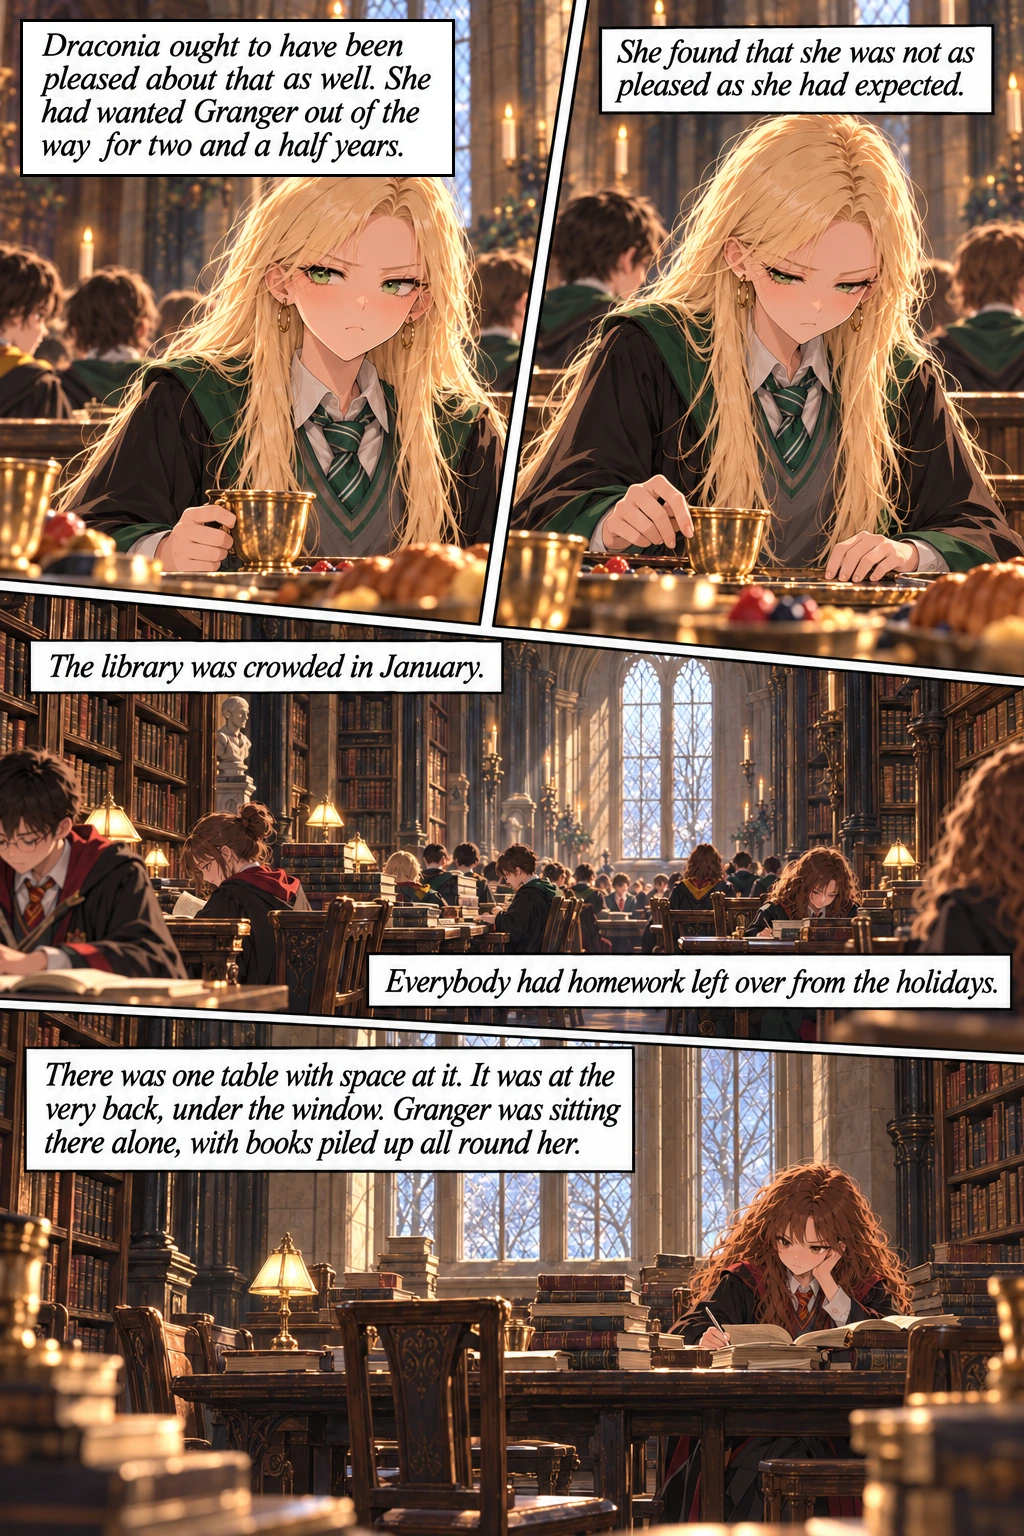 Draconia ought to have been
pleased about that as well. She
had wanted Granger out of the
way for two and a half years.
She found that she was not as
pleased as she had expected.
The library was crowded in January.
Everybody had homework left over from the holidays.
There was one table with space at it. It was at the
very back, under the window. Granger was sitting
there alone, with books piled up all round her.